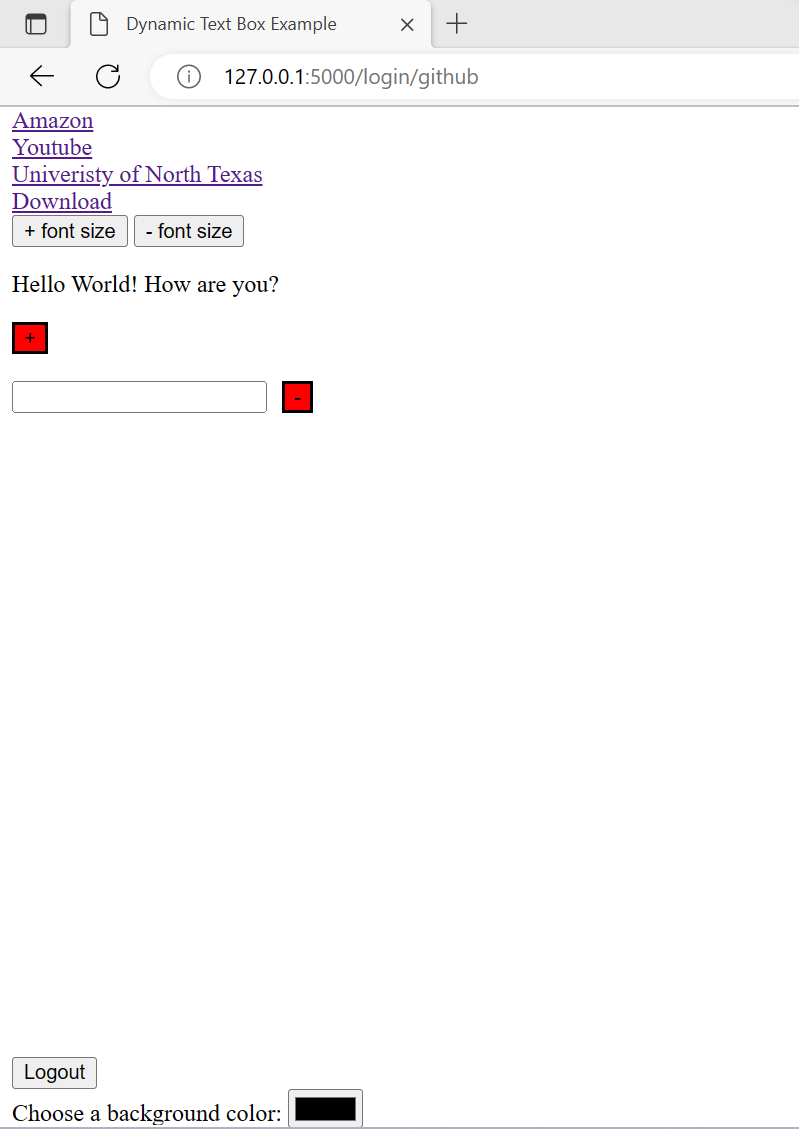 Dynamic Text Box Example
127.0.0.1:5000/login/github
Amazon
Youtube
Univeristy of North Texas
Download
+ font size - font size
Hello World! How are you?
+
-
Logout
Choose a background color: